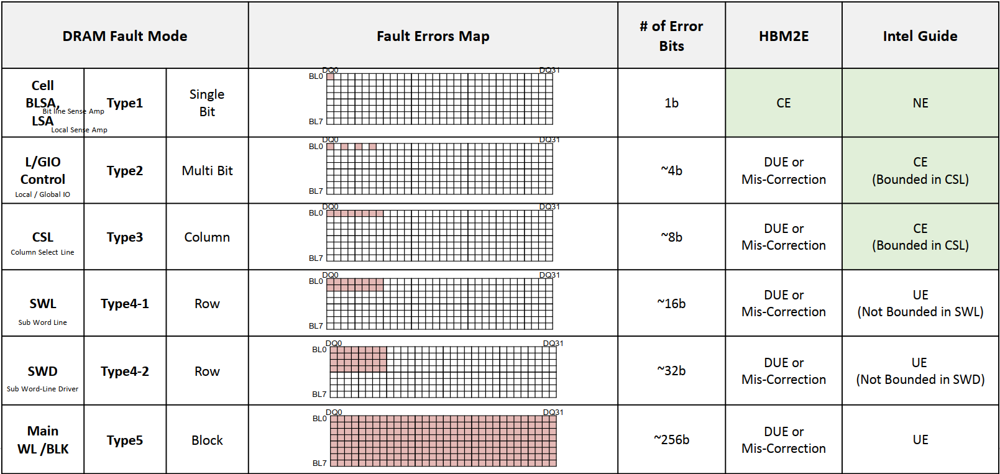 DRAM Fault Mode
Fault Errors Map
# of Error
Bits
HBM2E
Intel Guide
Cell
BLSA,
LSA
Bit line Sense Amp
Local Sense Amp
Type1
Single
Bit
DQ0
DQ31
BL0
BL7
1b
CE
NE
L/GIO
Control
Local / Global IO
Type2
Multi Bit
DQ0
DQ31
BL0
BL7
~4b
DUE or
Mis-Correction
CE
(Bounded in CSL)
CSL
Column Select Line
Type3
Column
DQ0
DQ31
BL0
BL7
~8b
DUE or
Mis-Correction
CE
(Bounded in CSL)
SWL
Sub Word Line
Type4-1
Row
DQ0
DQ31
BL0
BL7
~16b
DUE or
Mis-Correction
UE
(Not Bounded in SWL)
SWD
Sub Word-Line Driver
Type4-2
Row
DQ0
DQ31
BL0
BL7
~32b
DUE or
Mis-Correction
UE
(Not Bounded in SWD)
Main
WL /BLK
Type5
Block
DQ0
DQ31
BL0
BL7
~256b
DUE or
Mis-Correction
UE